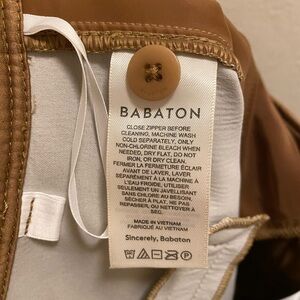 BABATON
CLOSE ZIPPER BEFORE
CLEANING, MACHINE WASH
COLD SEPARATELY, ONLY
NON-CHLORINE BLEACH WHEN
NEEDED, DRY FLAT, DO NOT
IRON, OR DRY CLEAN.
FERMER LA FERMETURE ÉCLAIR
AVANT DE LAVER, LAVER
SÉPARÉMENT À LA MACHINE À
L'EAU FROIDE, UTILISER
SEULEMENT UN JAVELLISANT
SANS CHLORE AU BESOIN,
SÉCHER À PLAT, NE PAS
REPASSER, OU NETTOYER À
SEC.
MADE IN VIETNAM
FABRIQUÉ AU VIETNAM
Sincerely, Babaton